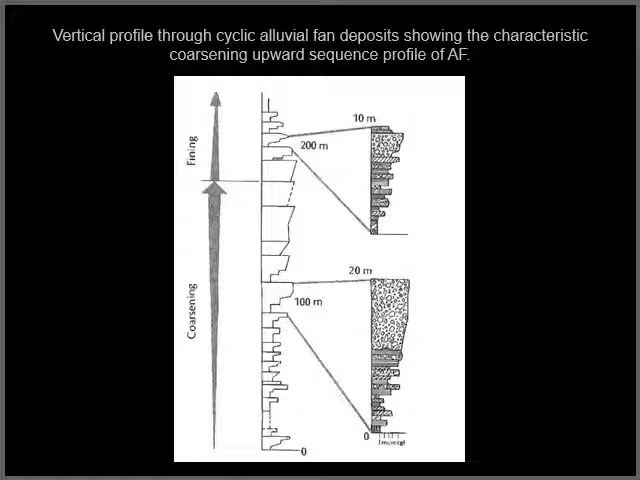 Vertical profile through cyclic alluvial fan deposits showing the characteristic
coarsening upward sequence profile of AF.
10 m
200 m
Fining
20 m
100 m
Coarsening
0
0